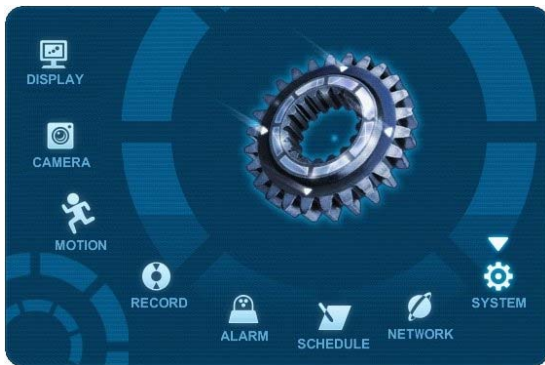 DISPLAY
CAMERA
MOTION
RECORD
ALARM
SCHEDULE
NETWORK
SYSTEM